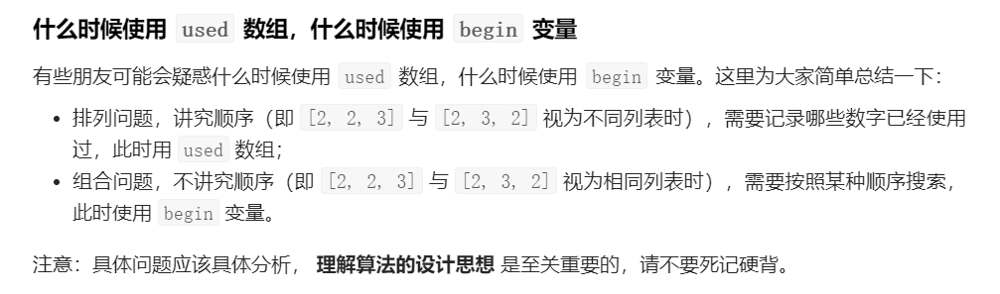 什么时候使用 used 数组，什么时候使用 begin 变量
有些朋友可能会疑惑什么时候使用 used 数组，什么时候使用 begin 变量。这里为大家简单总结一下：
• 排列问题，讲究顺序（即 [2, 2, 3] 与 [2, 3, 2] 视为不同列表时），需要记录哪些数字已经使用
过，此时用 used 数组；
• 组合问题，不讲究顺序（即 [2, 2, 3] 与 [2, 3, 2] 视为相同列表时），需要按照某种顺序搜索，
此时使用 begin 变量。
注意：具体问题应该具体分析， 理解算法的设计思想 是至关重要的，请不要死记硬背。